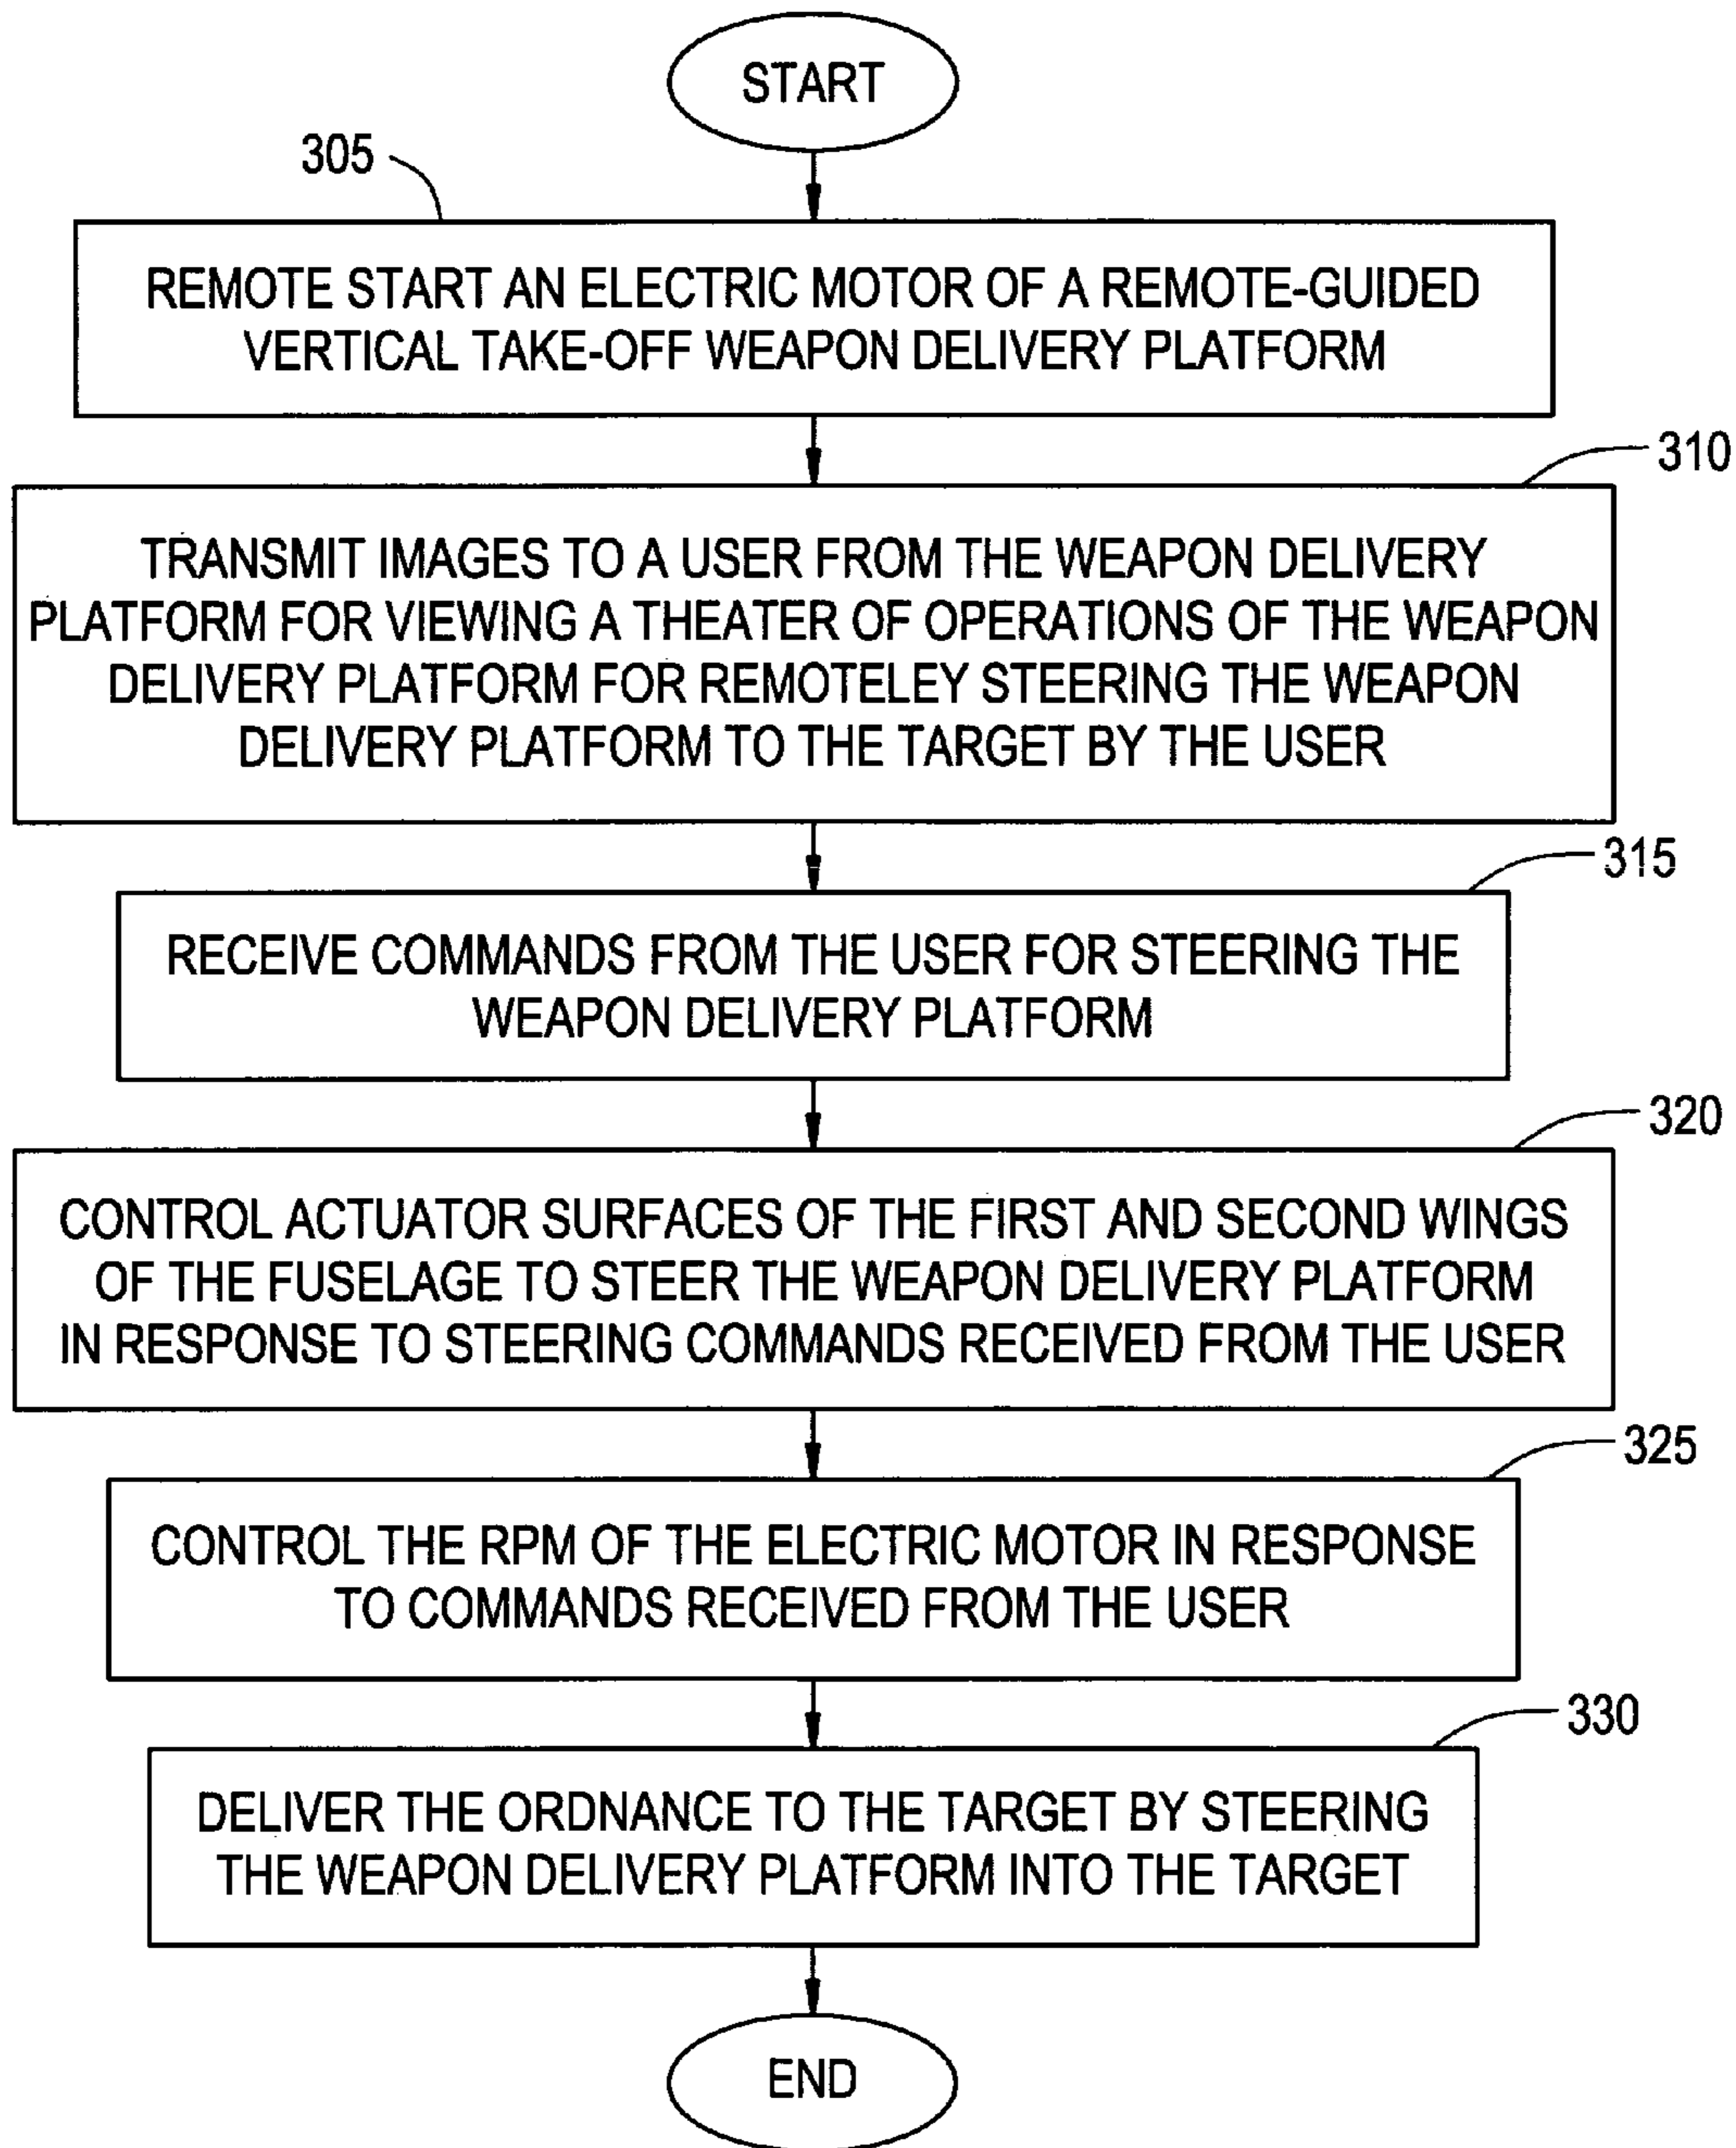 START
305
REMOTE START AN ELECTRIC MOTOR OF A REMOTE-GUIDED
VERTICAL TAKE-OFF WEAPON DELIVERY PLATFORM
310
TRANSMIT IMAGES TO A USER FROM THE WEAPON DELIVERY
PLATFORM FOR VIEWING A THEATER OF OPERATIONS OF THE WEAPON
DELIVERY PLATFORM FOR REMOTELEY STEERING THE WEAPON
DELIVERY PLATFORM TO THE TARGET BY THE USER
315
RECEIVE COMMANDS FROM THE USER FOR STEERING THE
WEAPON DELIVERY PLATFORM
320
CONTROL ACTUATOR SURFACES OF THE FIRST AND SECOND WINGS
OF THE FUSELAGE TO STEER THE WEAPON DELIVERY PLATFORM
IN RESPONSE TO STEERING COMMANDS RECEIVED FROM THE USER
325
CONTROL THE RPM OF THE ELECTRIC MOTOR IN RESPONSE
TO COMMANDS RECEIVED FROM THE USER
330
DELIVER THE ORDNANCE TO THE TARGET BY STEERING
THE WEAPON DELIVERY PLATFORM INTO THE TARGET
END